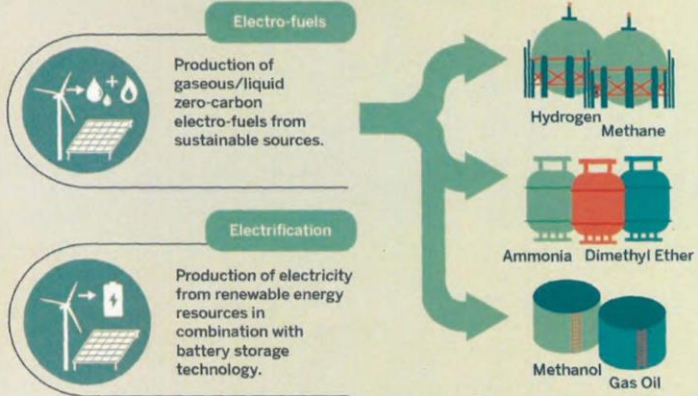 Electro-fuels
Production of
gaseous/liquid
zero-carbon
electro-fuels from
sustainable sources.
Hydrogen
Methane
Ammonia Dimethyl Ether
Electrification
Production of electricity
from renewable energy
resources in
combination with
battery storage
technology.
Methanol
Gas Oil